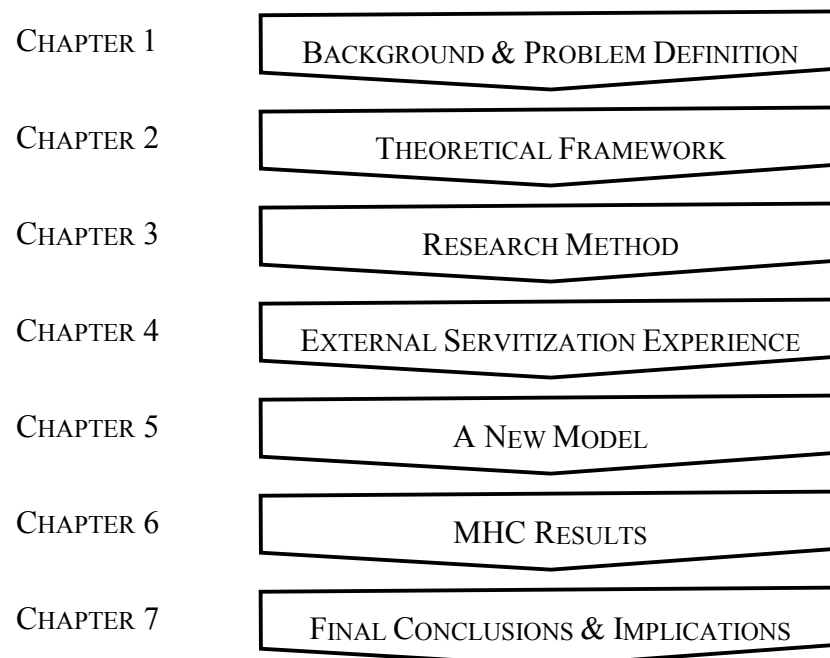 Chapter 1
Background & Problem Definition
Chapter 2
Theoretical Framework
Chapter 3
Research Method
Chapter 4
External Servitization Experience
Chapter 5
A New Model
Chapter 6
MHC Results
Chapter 7
Final Conclusions & Implications